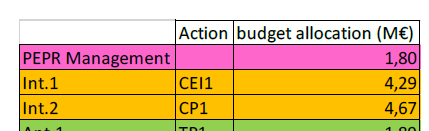 Action budget allocation (M€)
PEPR Management 1,80
Int.1 CEI1 4,29
Int.2 CP1 4,67